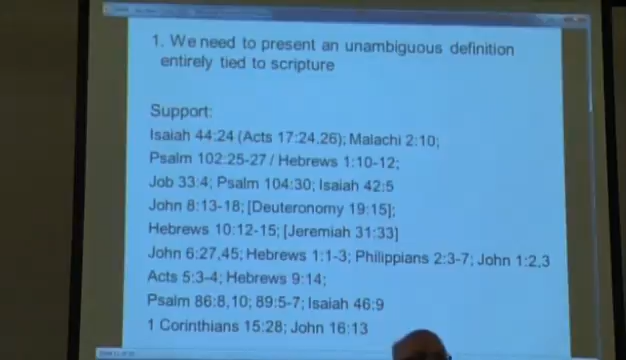 1. We need to present an unambiguous definition
entirely tied to scripture
Support:
Isaiah 44:24 (Acts 17:24,26); Malachi 2:10;
Psalm 102:25-27 / Hebrews 1:10-12;
Job 33:4; Psalm 104:30; Isaiah 42:5
John 8:13-18; [Deuteronomy 19:15];
Hebrews 10:12-15; [Jeremiah 31:33]
John 6:27,45; Hebrews 1:1-3; Philippians 2:3-7; John 1:2,3
Acts 5:3-4; Hebrews 9:14;
Psalm 86:8,10; 89:5-7; Isaiah 46:9
1 Corinthians 15:28; John 16:13